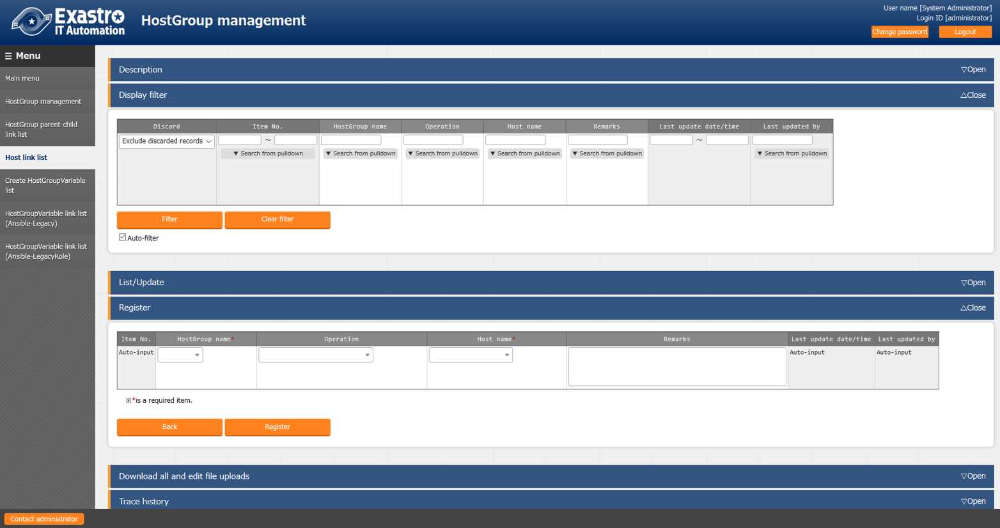 Exastro
IT Automation
HostGroup management
User name [System Administrator]
Login ID [administrator]
Change password
Logout
☰ Menu
Main menu
HostGroup management
HostGroup parent-child
link list
Host link list
Create HostGroupVariable
list
HostGroupVariable link list
(Ansible-Legacy)
HostGroupVariable link list
(Ansible-LegacyRole)
Description ▽Open
Display filter △Close
Discard Item No. HostGroup name Operation Host name Remarks Last update date/time Last updated by
Exclude discarded records ～ ～
▼ Search from pulldown ▼ Search from pulldown ▼ Search from pulldown ▼ Search from pulldown ▼ Search from pulldown ▼ Search from pulldown
Filter Clear filter
Auto-filter
List/Update ▽Open
Register △Close
Item No. HostGroup name* Operation Host name* Remarks Last update date/time Last updated by
Auto-input Auto-input Auto-input
※*is a required item.
Back Register
Download all and edit file uploads ▽Open
Trace history ▽Open
Contact administrator